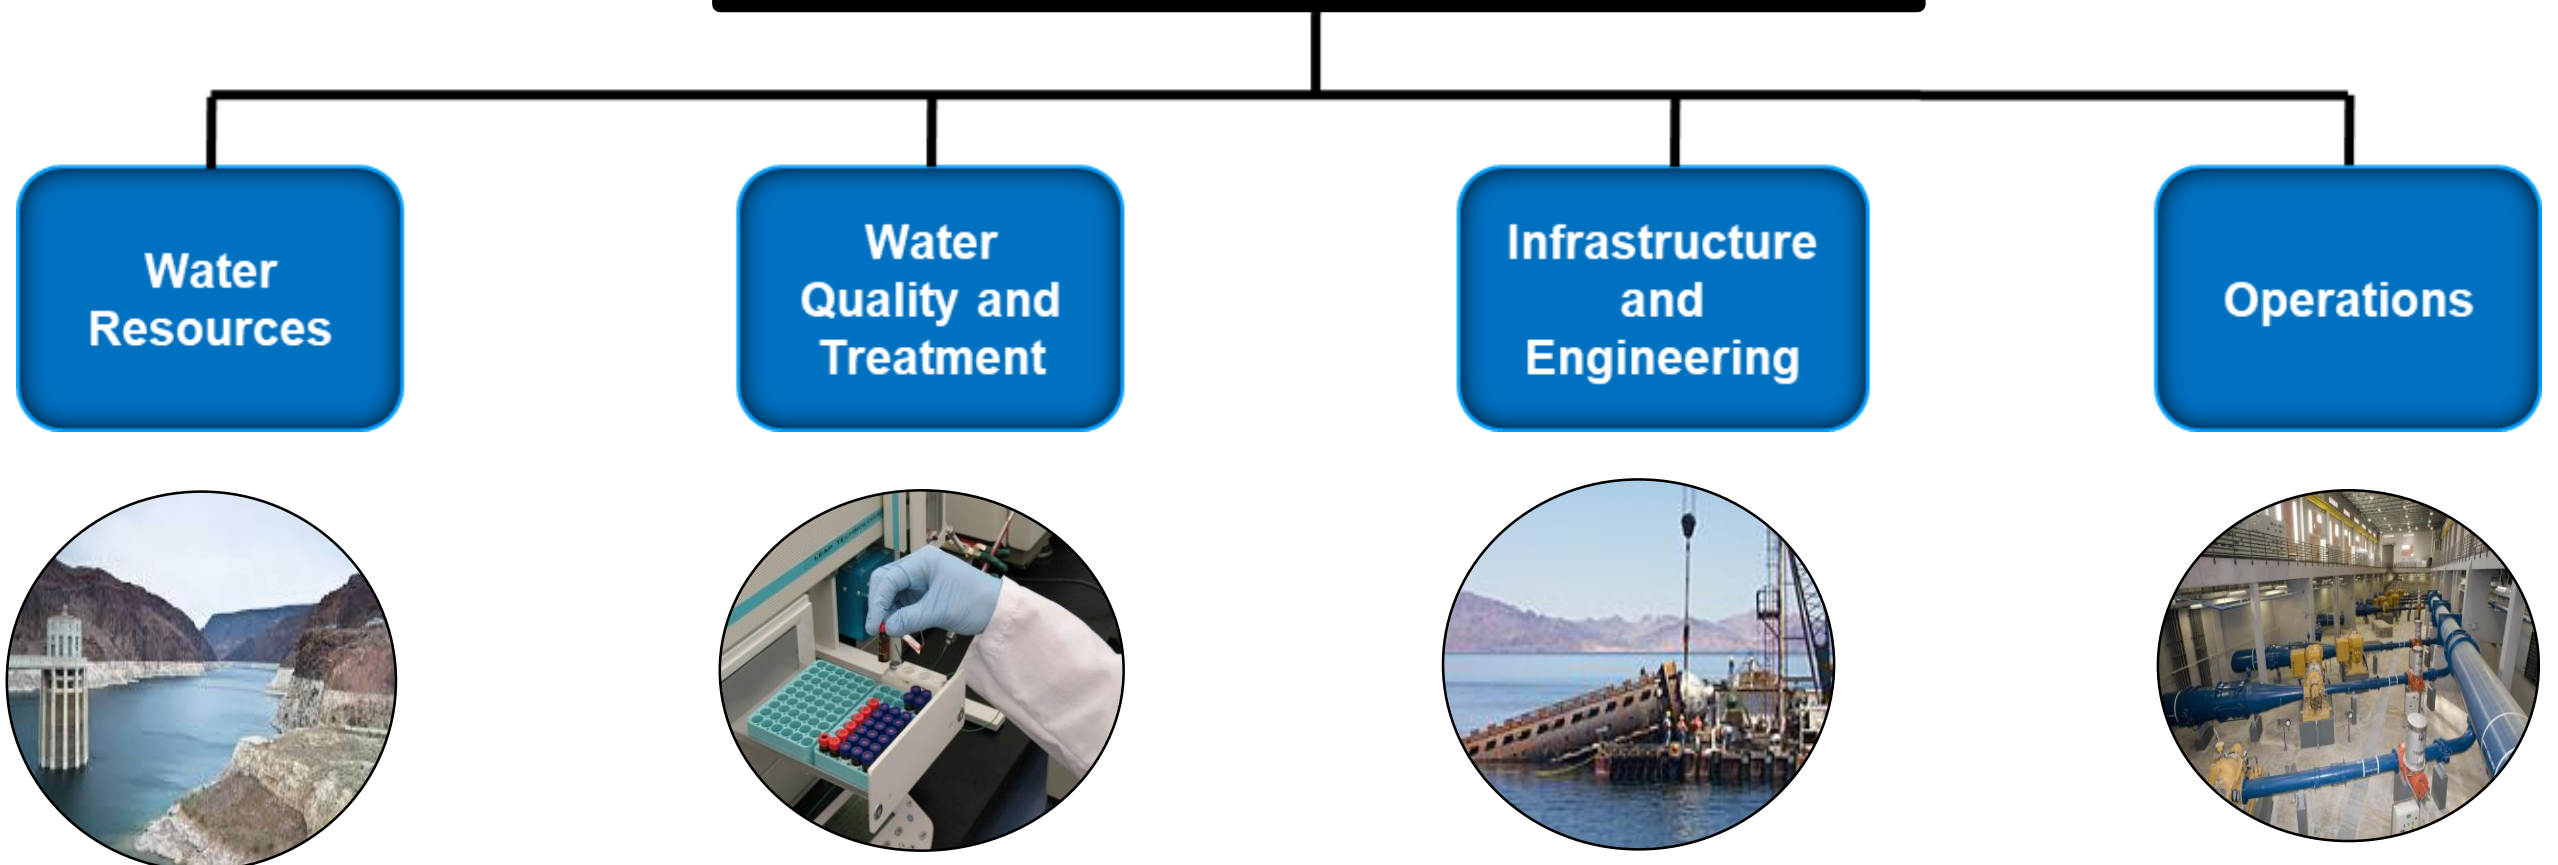 Water
Resources
Water
Quality and
Treatment
Infrastructure
and
Engineering
Operations